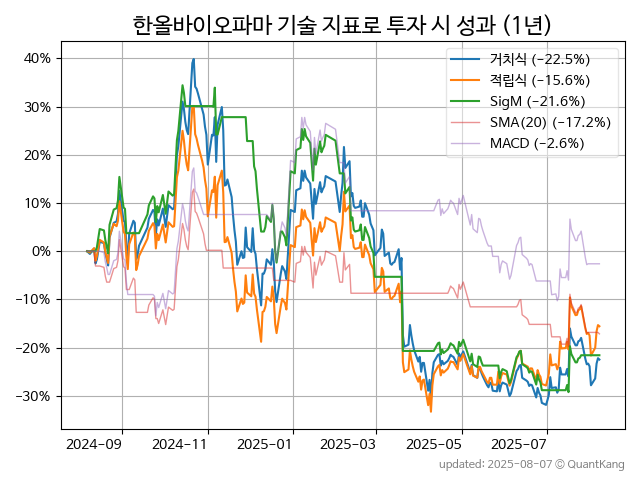 한올바이오파마 기술 지표로 투자 시 성과 (1년)
거치식 (−22.5%)
적립식 (−15.6%)
SigM (−21.6%)
SMA(20) (−17.2%)
MACD (−2.6%)
40%
30%
20%
10%
0%
−10%
−20%
−30%
2024-09 2024-11 2025-01 2025-03 2025-05 2025-07
updated: 2025-08-07 © QuantKang